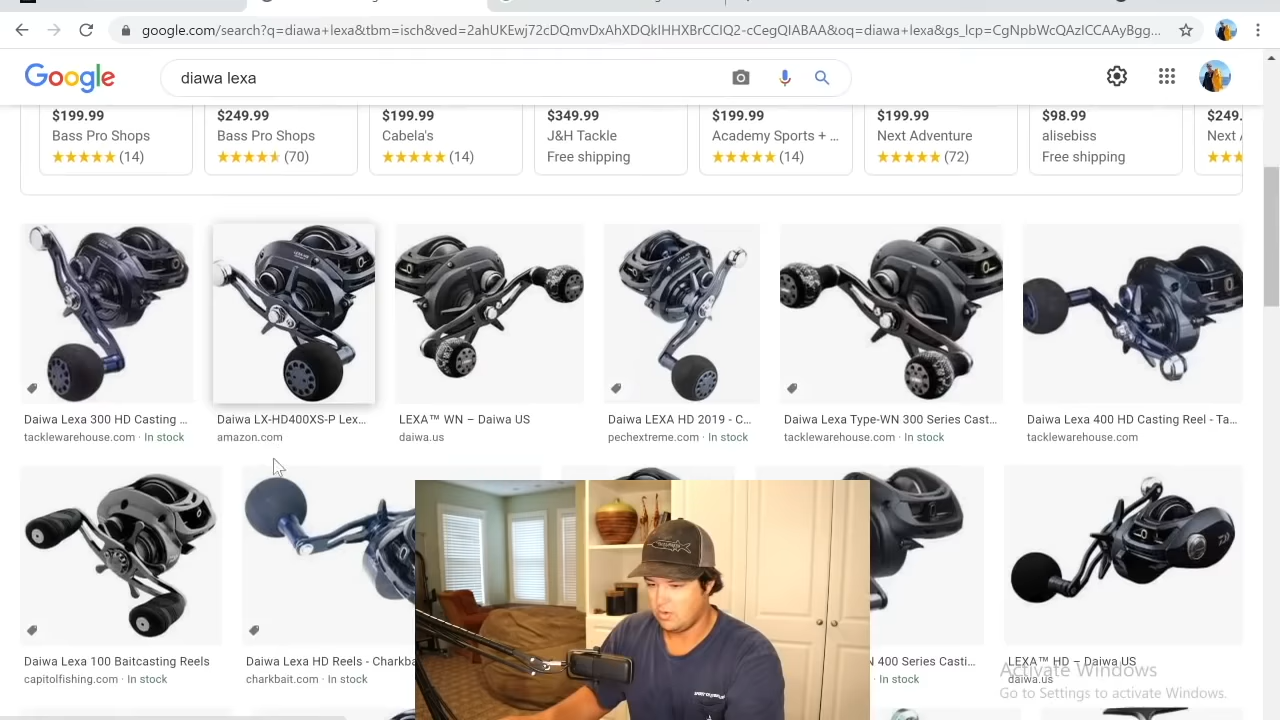 google.com/search?q=diawa+lexa&tbm=isch&ved=2ahUKEwi72cDQmvDxAhXDQklHHXBrCCIQ2-cCegQIABAA&oq=diawa+lexa&gs_lcp=CgNpbWcQAzICCAAyBgg...
Google
diawa lexa
$199.99 $249.99 $199.99 $349.99 $199.99 $199.99 $98.99 $249.
Bass Pro Shops Bass Pro Shops Cabela's J&H Tackle Academy Sports + ... Next Adventure alisebiss Next
(14) (70) (14) Free shipping (14) (72) Free shipping
Daiwa Lexa 300 HD Casting ... Daiwa LX-HD400XS-P Lex... LEXA™ WN – Daiwa US Daiwa LEXA HD 2019 - C... Daiwa Lexa Type-WN 300 Series Cast... Daiwa Lexa 400 HD Casting Reel - Ta...
tacklewarehouse.com · In stock amazon.com daiwa.us pechextreme.com · In stock tacklewarehouse.com · In stock tacklewarehouse.com
Daiwa Lexa 100 Baitcasting Reels Daiwa Lexa HD Reels - Charkba N 400 Series Casti... LEXA™ HD – Daiwa US
capitolfishing.com · In stock charkbait.com · In stock · In stock daiwa.us
Activate Windows
Go to Settings to activate Windows.